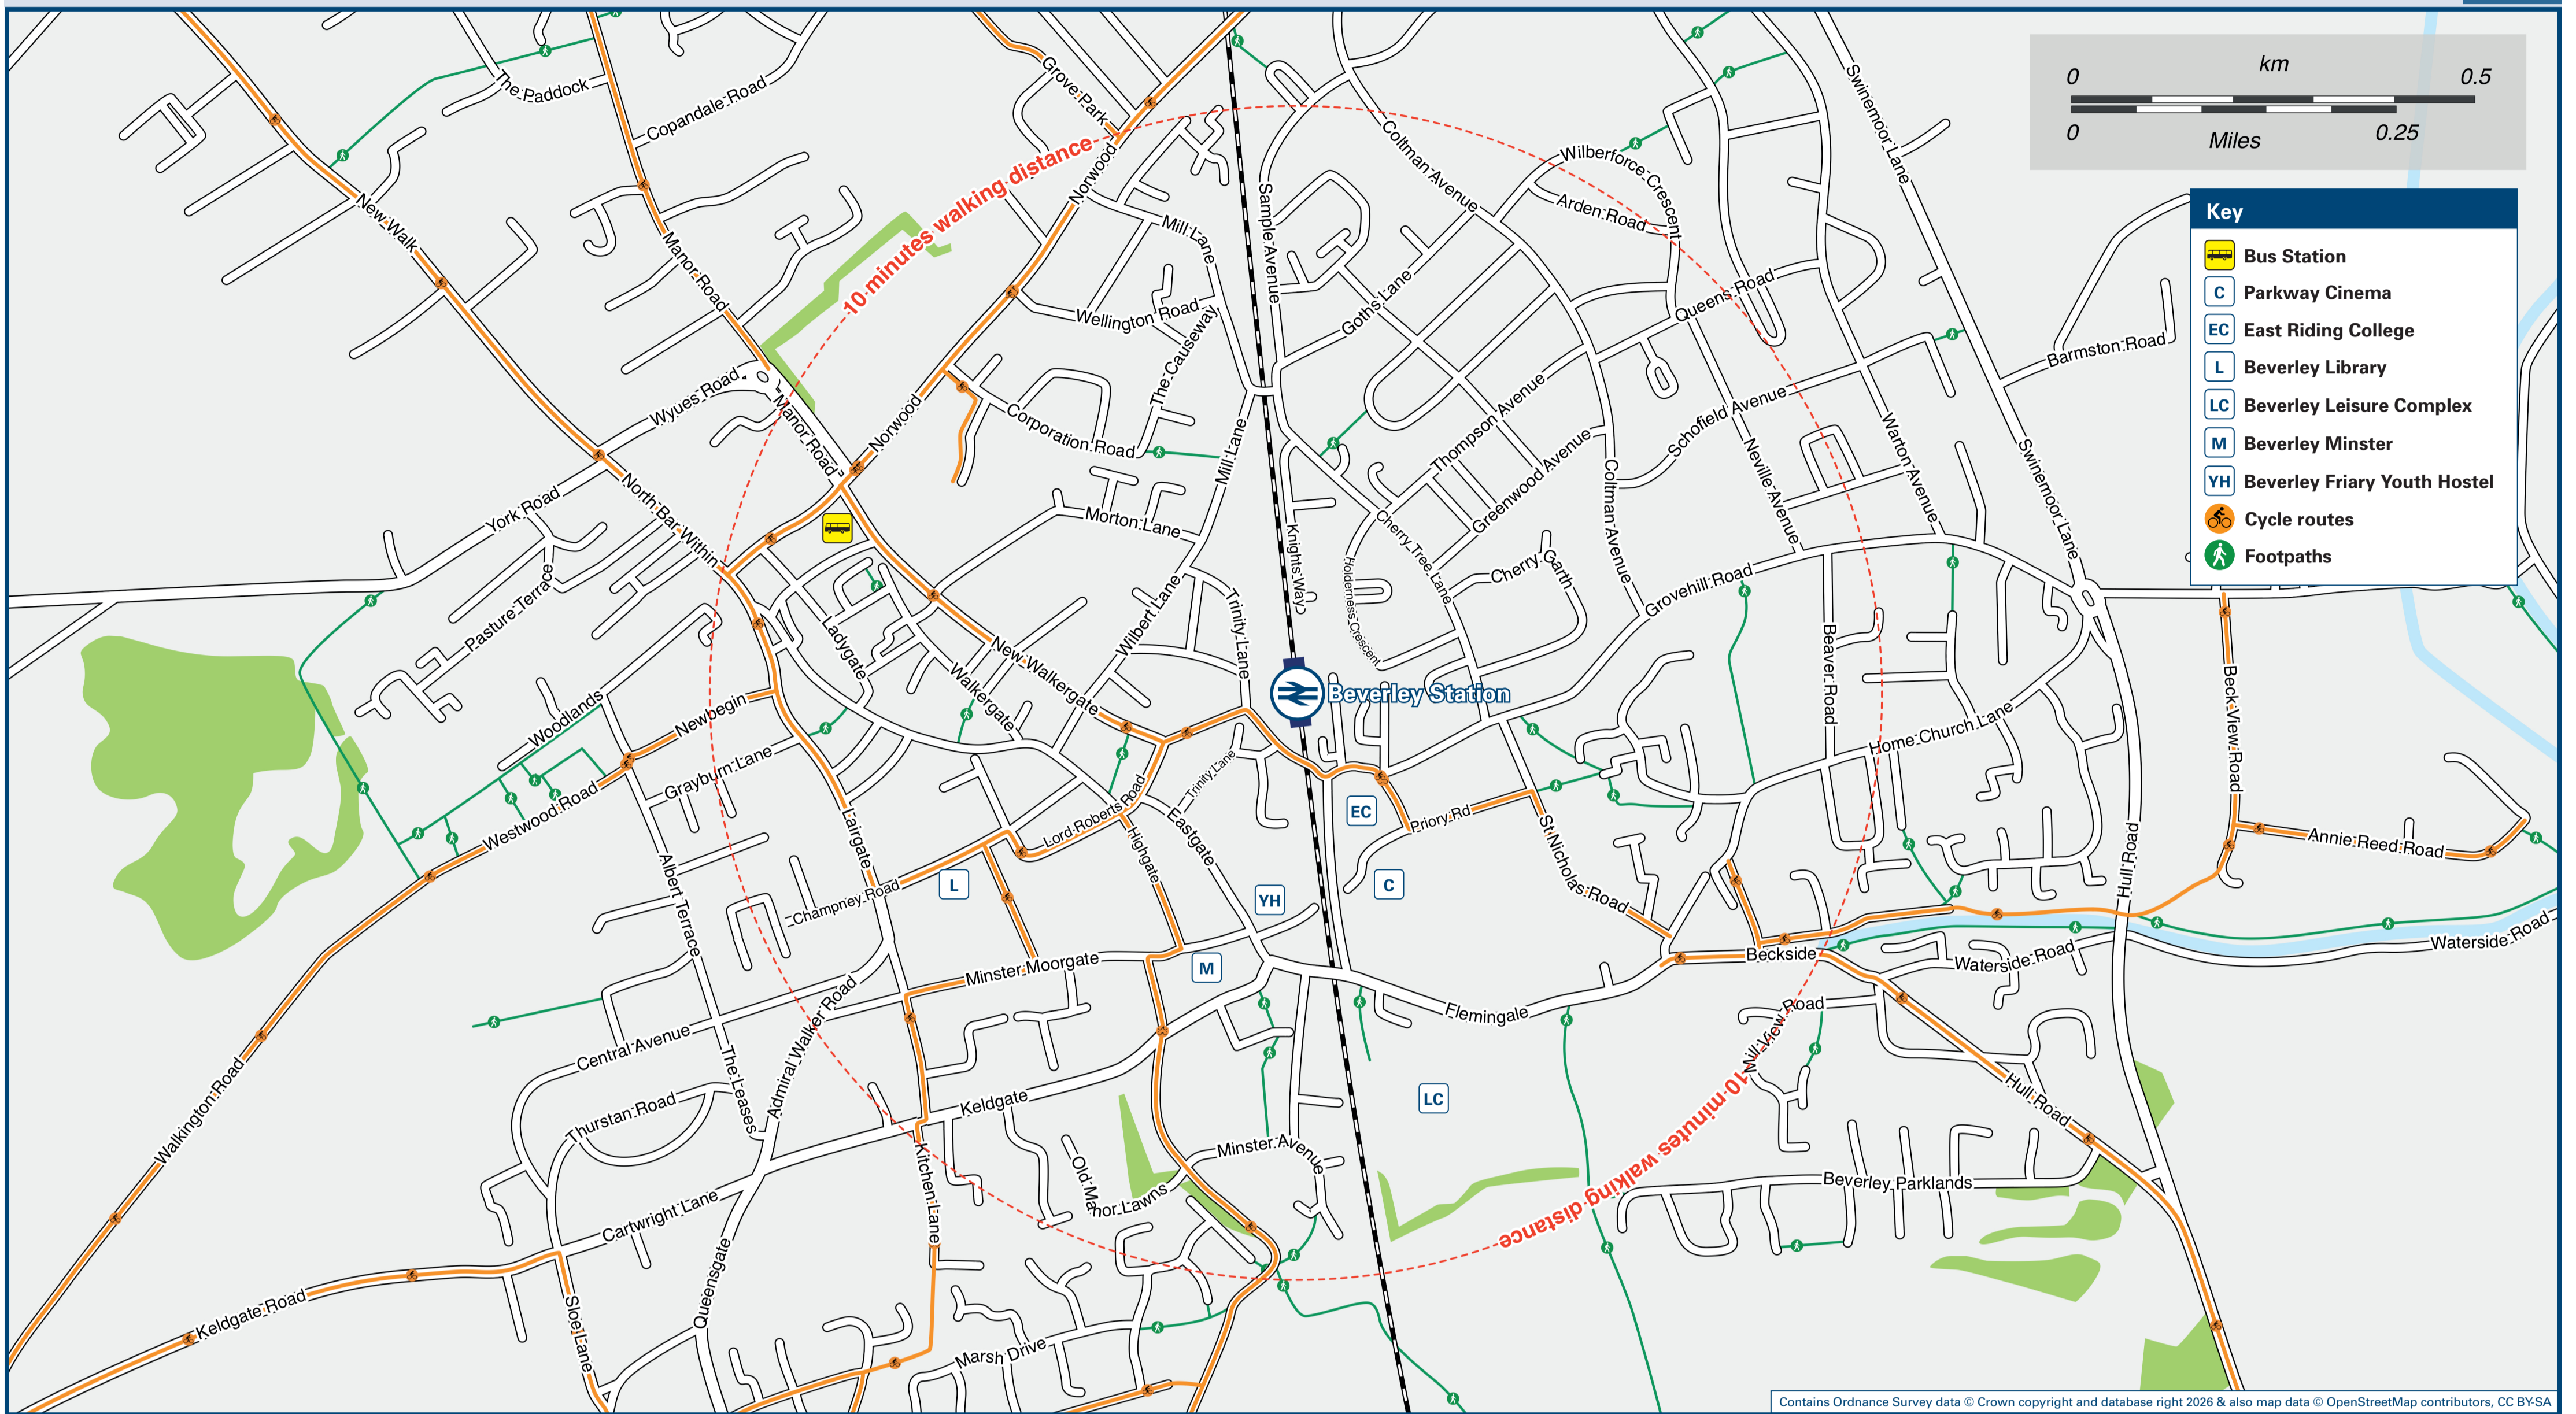 km
0
0.5
0
0.25
Miles
Key
Bus Station
C
Parkway Cinema
EC
East Riding College
L
Beverley Library
LC
Beverley Leisure Complex
M
Beverley Minster
YH
Beverley Friary Youth Hostel
Cycle routes
Footpaths
The Paddock
Copandale Road
Grove Park
Norwood
Coltman Avenue
Wilberforce Crescent
Arden Road
Swinemoor Lane
New Walk
Manor Road
10 minutes walking distance
Mill Lane
Sample Avenue
Goths Lane
Queens Road
Wellington Road
The Causeway
Barmston Road
Wyues Road
Manor Road
Norwood
Corporation Road
Mill Lane
Thompson Avenue
Greenwood Avenue
Schofield Avenue
Coltman Avenue
Neville Avenue
Warton Avenue
Swinemoor Lane
York Road
North Bar Within
Morton Lane
Knights Way
Cherry Tree Lane
Holderness Crescent
Cherry Garth
Grovehill Road
Pasture Terrace
Ladygate
New Walkergate
Walkergate
Wilbert Lane
Trinity Lane
Beverley Station
Beaver Road
Beck View Road
Woodlands
Newbegin
Grayburn Lane
Westwood Road
Lairgate
Lord Roberts Road
Trinity Lane
Eastgate
Highgate
EC
Priory Rd
Home Church Lane
Annie Reed Road
Hull Road
Albert Terrace
Champney Road
L
YH
C
St Nicholas Road
Minster Moorgate
M
Beckside
Waterside Road
Waterside Road
Flemingale
Central Avenue
Admiral Walker Road
The Leases
Mill View Road
Walkington Road
Thurstan Road
Keldgate
LC
Hull Road
Kitchen Lane
Old Manor Lawns
Minster Avenue
10 minutes walking distance
Beverley Parklands
Cartwright Lane
Queensgate
Keldgate Road
Sloe Lane
Marsh Drive
Contains Ordnance Survey data © Crown copyright and database right 2026 & also map data © OpenStreetMap contributors, CC BY-SA